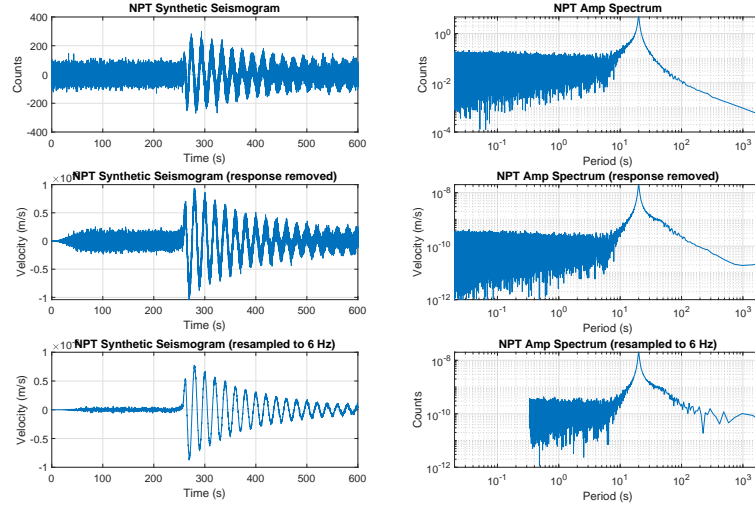 NPT Synthetic Seismogram
400
200
0
-200
-400
Counts
0 100 200 300 400 500 600
Time (s)
NPT Amp Spectrum
10^0
10^-2
10^-4
Counts
10^-1 10^0 10^1 10^2 10^3
Period (s)
NPT Synthetic Seismogram (response removed)
1
0.5
0
-0.5
-1
Velocity (m/s)
0 100 200 300 400 500 600
Time (s)
NPT Amp Spectrum (response removed)
10^-8
10^-10
10^-12
Velocity (m/s)
10^-1 10^0 10^1 10^2 10^3
Period (s)
NPT Synthetic Seismogram (resampled to 6 Hz)
1
0.5
0
-0.5
-1
Velocity (m/s)
0 100 200 300 400 500 600
Time (s)
NPT Amp Spectrum (resampled to 6 Hz)
10^-8
10^-10
10^-12
Counts
10^-1 10^0 10^1 10^2 10^3
Period (s)